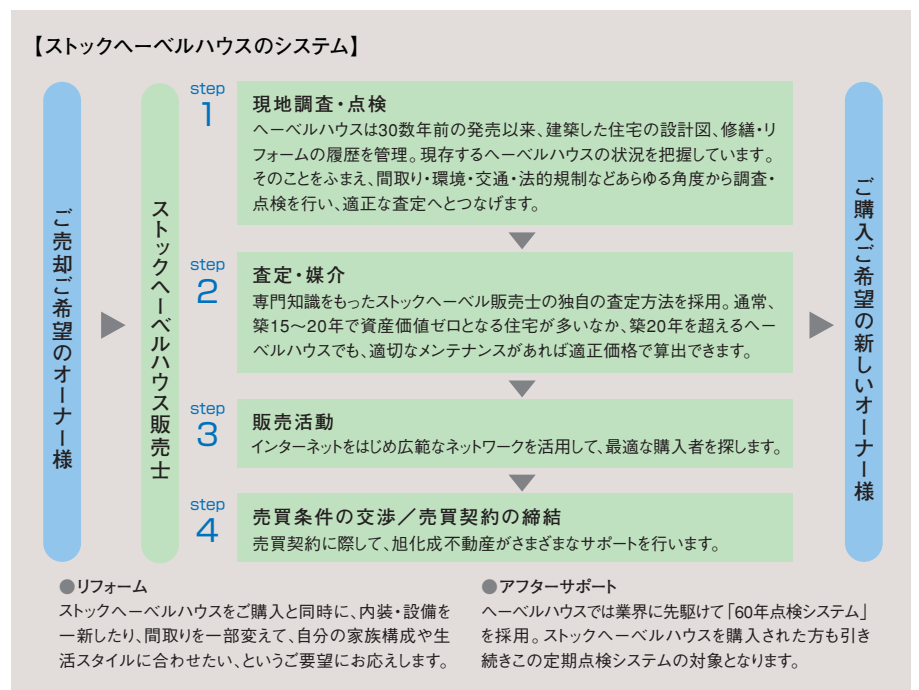 【ストックヘーベルハウスのシステム】
ご売却ご希望のオーナー様
ストックヘーベルハウス販売士
step
1
現地調査・点検
ヘーベルハウスは30数年前の発売以来、建築した住宅の設計図、修繕・リ
フォームの履歴を管理。現存するヘーベルハウスの状況を把握しています。
そのことをふまえ、間取り・環境・交通・法的規制などあらゆる角度から調査・
点検を行い、適正な査定へとつなげます。
step
2
査定・媒介
専門知識をもったストックヘーベル販売士の独自の査定方法を採用。通常、
築15～20年で資産価値ゼロとなる住宅が多いなか、築20年を超えるヘー
ベルハウスでも、適切なメンテナンスがあれば適正価格で算出できます。
step
3
販売活動
インターネットをはじめ広範なネットワークを活用して、最適な購入者を探します。
step
4
売買条件の交渉／売買契約の締結
売買契約に際して、旭化成不動産がさまざまなサポートを行います。
ご購入ご希望の新しいオーナー様
●リフォーム
ストックヘーベルハウスをご購入と同時に、内装・設備を
一新したり、間取りを一部変えて、自分の家族構成や生
活スタイルに合わせたい、というご要望にお応えします。
●アフターサポート
ヘーベルハウスでは業界に先駆けて「60年点検システム」
を採用。ストックヘーベルハウスを購入された方も引き
続きこの定期点検システムの対象となります。